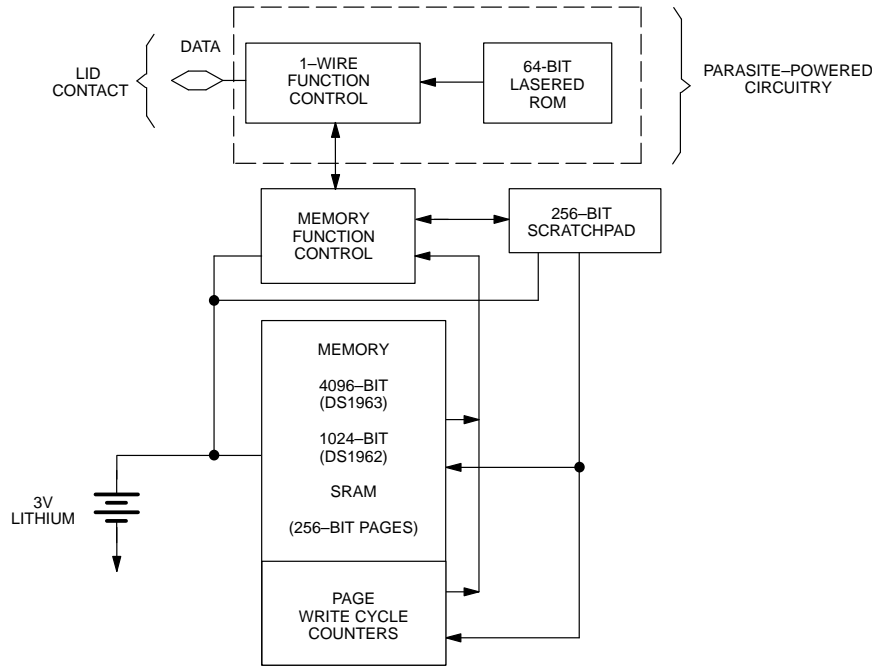 LID
CONTACT
DATA
1–WIRE
FUNCTION
CONTROL
64-BIT
LASERED
ROM
PARASITE–POWERED
CIRCUITRY
MEMORY
FUNCTION
CONTROL
256–BIT
SCRATCHPAD
MEMORY
4096–BIT
(DS1963)
1024–BIT
(DS1962)
SRAM
(256–BIT PAGES)
3V
LITHIUM
PAGE
WRITE CYCLE
COUNTERS